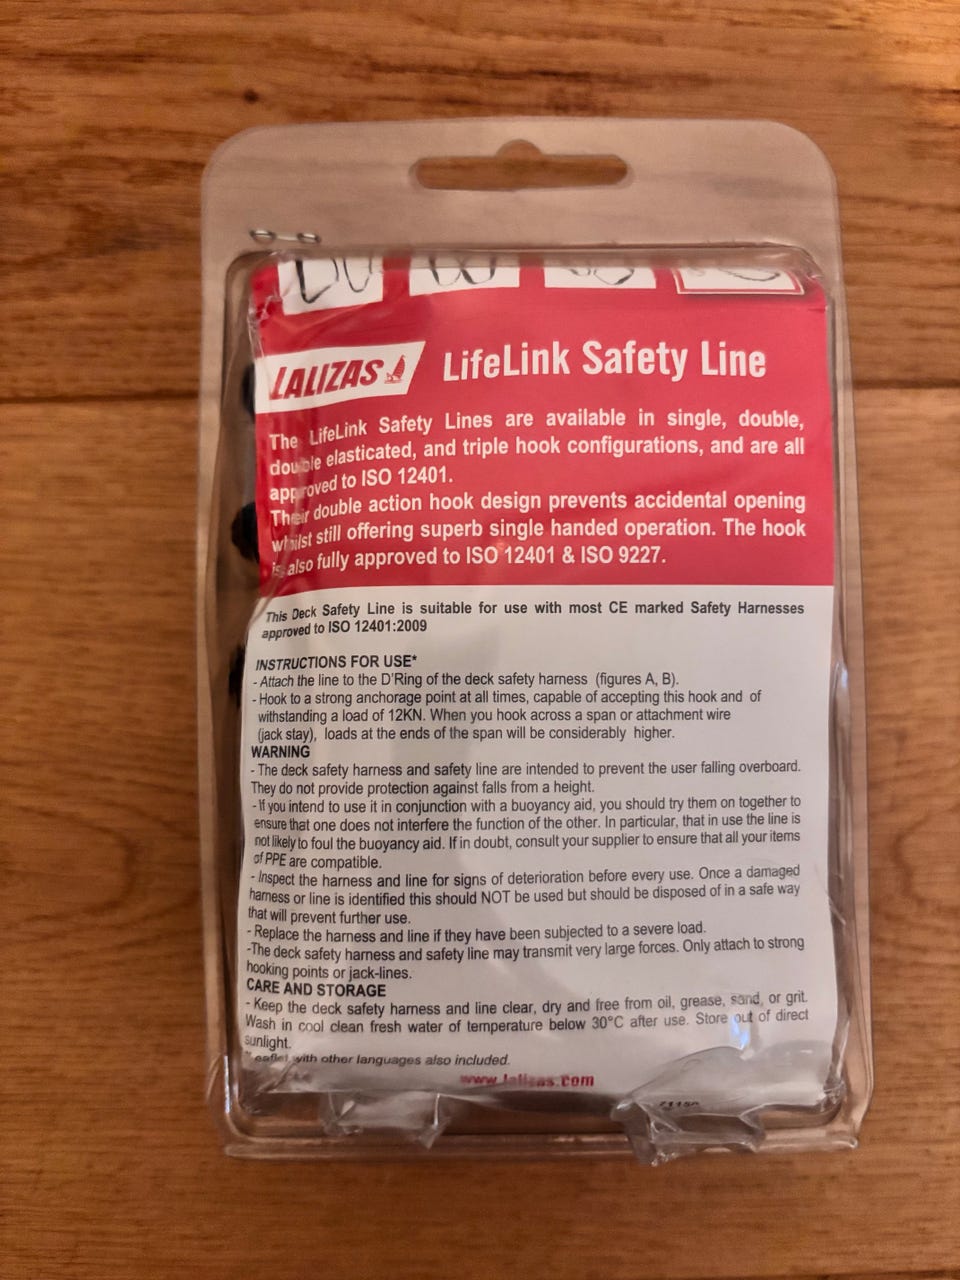 LALIZAS
LifeLink Safety Line
The LifeLink Safety Lines are available in single, double,
double elasticated, and triple hook configurations, and are all
approved to ISO 12401.
Their double action hook design prevents accidental opening
whilst still offering superb single handed operation. The hook
is also fully approved to ISO 12401 & ISO 9227.
This Deck Safety Line is suitable for use with most CE marked Safety Harnesses
approved to ISO 12401:2009
INSTRUCTIONS FOR USE*
- Attach the line to the D'Ring of the deck safety harness (figures A, B).
- Hook to a strong anchorage point at all times, capable of accepting this hook and of
withstanding a load of 12KN. When you hook across a span or attachment wire
(jack stay), loads at the ends of the span will be considerably higher.
WARNING
- The deck safety harness and safety line are intended to prevent the user falling overboard.
They do not provide protection against falls from a height.
- If you intend to use it in conjunction with a buoyancy aid, you should try them on together to
ensure that one does not interfere the function of the other. In particular, that in use the line is
not likely to foul the buoyancy aid. If in doubt, consult your supplier to ensure that all your items
of PPE are compatible.
- Inspect the harness and line for signs of deterioration before every use. Once a damaged
harness or line is identified this should NOT be used but should be disposed of in a safe way
that will prevent further use.
- Replace the harness and line if they have been subjected to a severe load.
-The deck safety harness and safety line may transmit very large forces. Only attach to strong
hooking points or jack-lines.
CARE AND STORAGE
- Keep the deck safety harness and line clear, dry and free from oil, grease, sand, or grit.
Wash in cool clean fresh water of temperature below 30°C after use. Store out of direct
sunlight.
*Leaflet with other languages also included.
www.lalizas.com